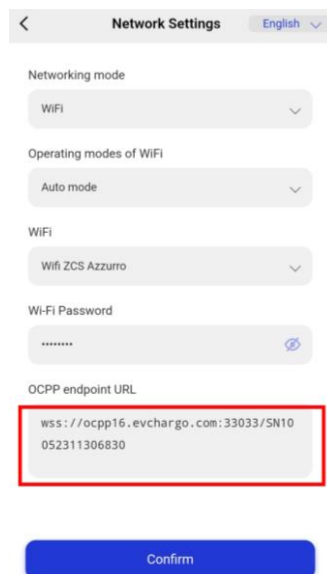 Network Settings
English
Networking mode
WiFi
Operating modes of WiFi
Auto mode
WiFi
Wifi ZCS Azzurro
Wi-Fi Password
••••••••
OCPP endpoint URL
wss://ocpp16.evchargo.com:33033/SN10
052311306830
Confirm